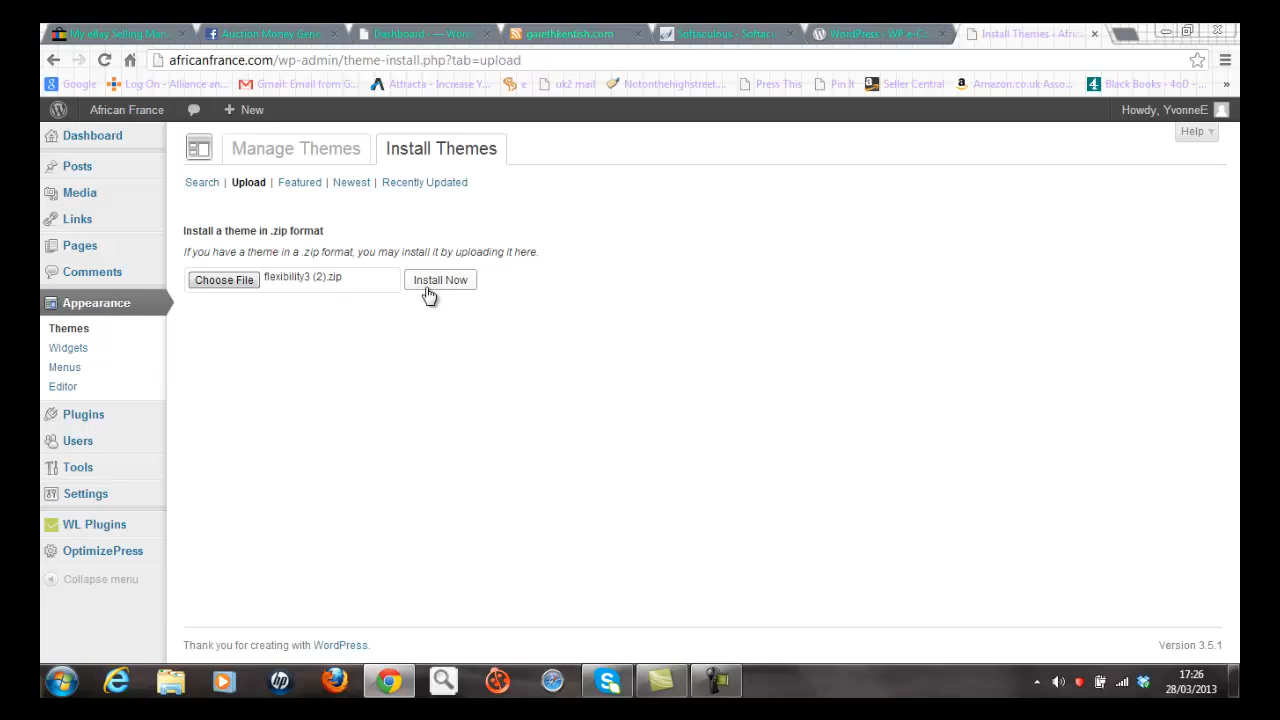 My eBay Selling Man
Auction Money Gener
Dashboard ‹ — Word
garethkentish.com
Softaculous - Softacu
WordPress - WP e-Co
Install Themes ‹ Afric
africanfrance.com/wp-admin/theme-install.php?tab=upload
Google
Log On - Alliance an...
Gmail: Email from G...
Attracta - Increase Y...
e
uk2 mail
Notonthehighstreet....
Press This
Pin It
Seller Central
Amazon.co.uk Asso...
Black Books - 4oD - ...
»
African France
+ New
Howdy, YvonneE
Help
Dashboard
Posts
Media
Links
Pages
Comments
Appearance
Themes
Widgets
Menus
Editor
Plugins
Users
Tools
Settings
WL Plugins
OptimizePress
Collapse menu
Manage Themes
Install Themes
Search | Upload | Featured | Newest | Recently Updated
Install a theme in .zip format
If you have a theme in a .zip format, you may install it by uploading it here.
Choose File flexibility3 (2).zip
Install Now
Thank you for creating with WordPress.
Version 3.5.1
17:26
28/03/2013